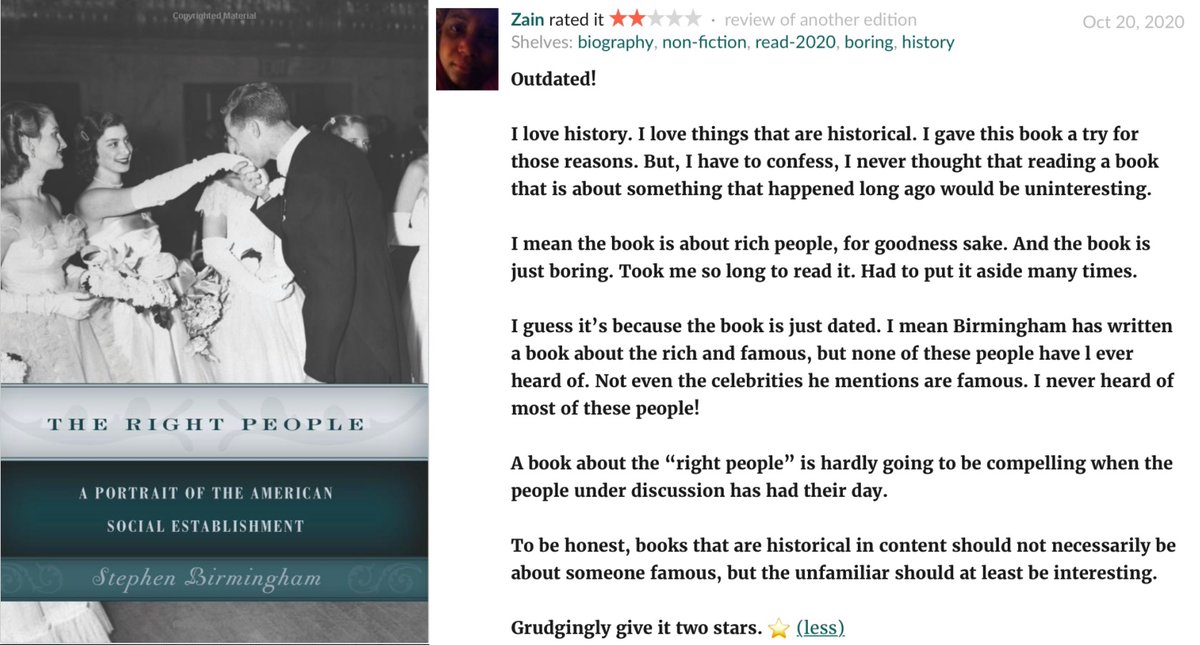 Copyrighted Material
THE RIGHT PEOPLE
A PORTRAIT OF THE AMERICAN
SOCIAL ESTABLISHMENT
Stephen Birmingham
Zain rated it ★★★★★ · review of another edition
Oct 20, 2020
Shelves: biography, non-fiction, read-2020, boring, history
Outdated!
I love history. I love things that are historical. I gave this book a try for
those reasons. But, I have to confess, I never thought that reading a book
that is about something that happened long ago would be uninteresting.
I mean the book is about rich people, for goodness sake. And the book is
just boring. Took me so long to read it. Had to put it aside many times.
I guess it’s because the book is just dated. I mean Birmingham has written
a book about the rich and famous, but none of these people have l ever
heard of. Not even the celebrities he mentions are famous. I never heard of
most of these people!
A book about the “right people” is hardly going to be compelling when the
people under discussion has had their day.
To be honest, books that are historical in content should not necessarily be
about someone famous, but the unfamiliar should at least be interesting.
Grudgingly give it two stars. ⭐ (less)